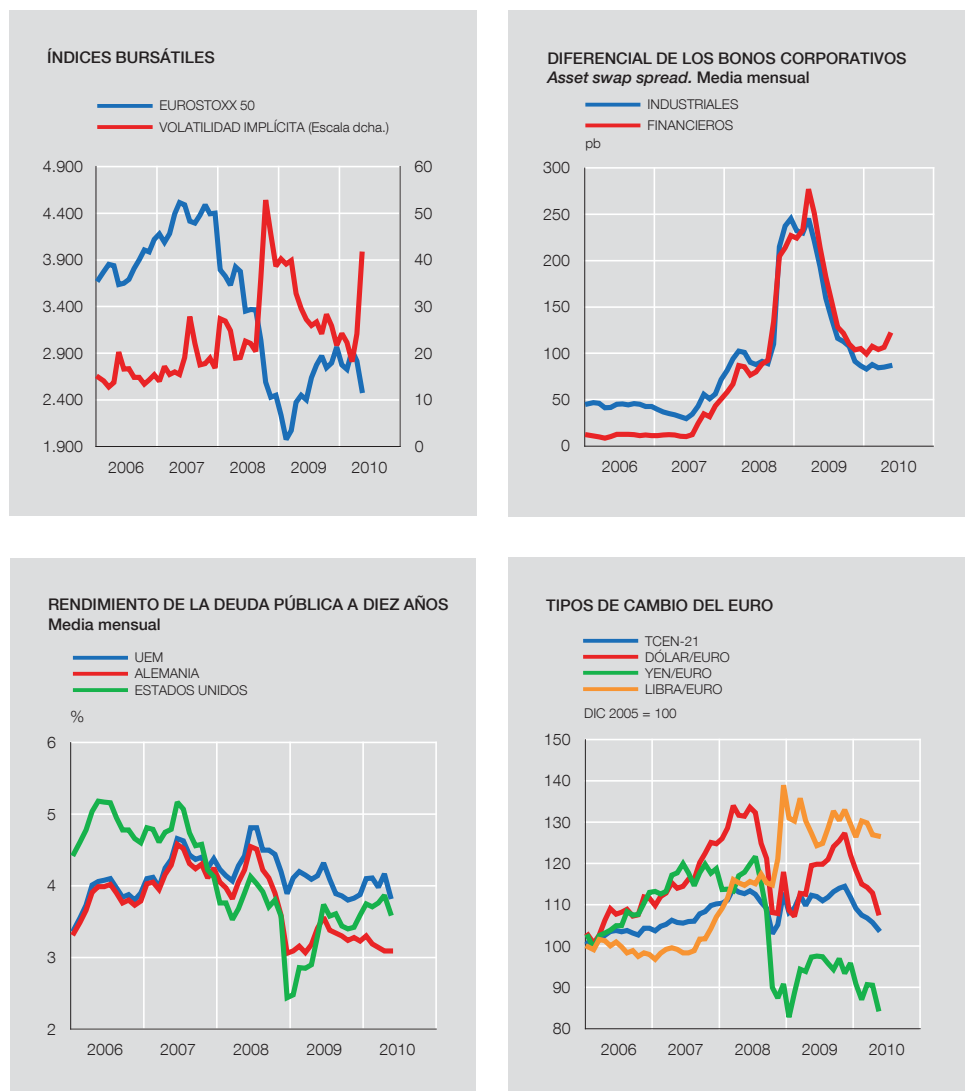 ÍNDICES BURSÁTILES
EUROSTOXX 50
VOLATILIDAD IMPLÍCITA (Escala dcha.)
4.900
4.400
3.900
3.400
2.900
2.400
1.900
60
50
40
30
20
10
0
2006 2007 2008 2009 2010
DIFERENCIAL DE LOS BONOS CORPORATIVOS
Asset swap spread. Media mensual
INDUSTRIALES
FINANCIEROS
pb
300
250
200
150
100
50
0
2006 2007 2008 2009 2010
RENDIMIENTO DE LA DEUDA PÚBLICA A DIEZ AÑOS
Media mensual
UEM
ALEMANIA
ESTADOS UNIDOS
%
6
5
4
3
2
2006 2007 2008 2009 2010
TIPOS DE CAMBIO DEL EURO
TCEN-21
DÓLAR/EURO
YEN/EURO
LIBRA/EURO
DIC 2005 = 100
150
140
130
120
110
100
90
80
2006 2007 2008 2009 2010